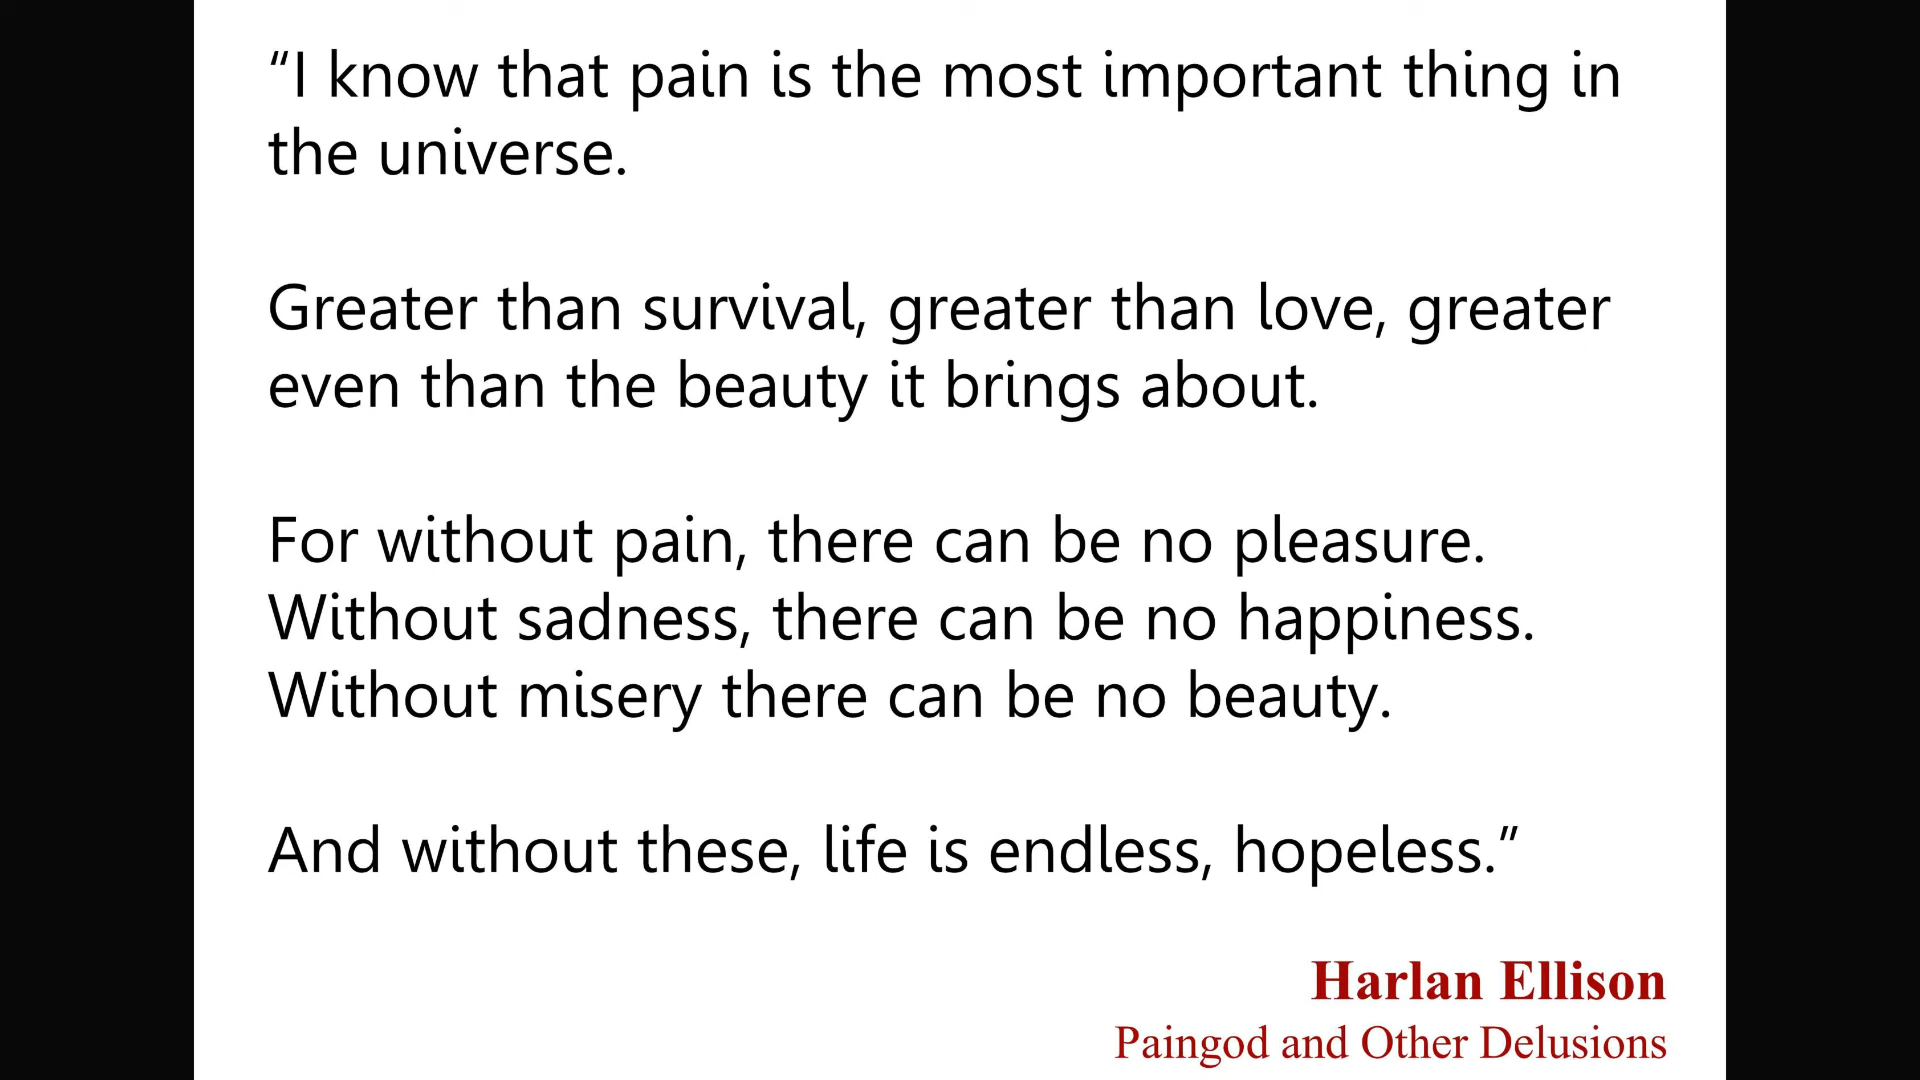 “I know that pain is the most important thing in
the universe.
Greater than survival, greater than love, greater
even than the beauty it brings about.
For without pain, there can be no pleasure.
Without sadness, there can be no happiness.
Without misery there can be no beauty.
And without these, life is endless, hopeless.”
Harlan Ellison
Paingod and Other Delusions